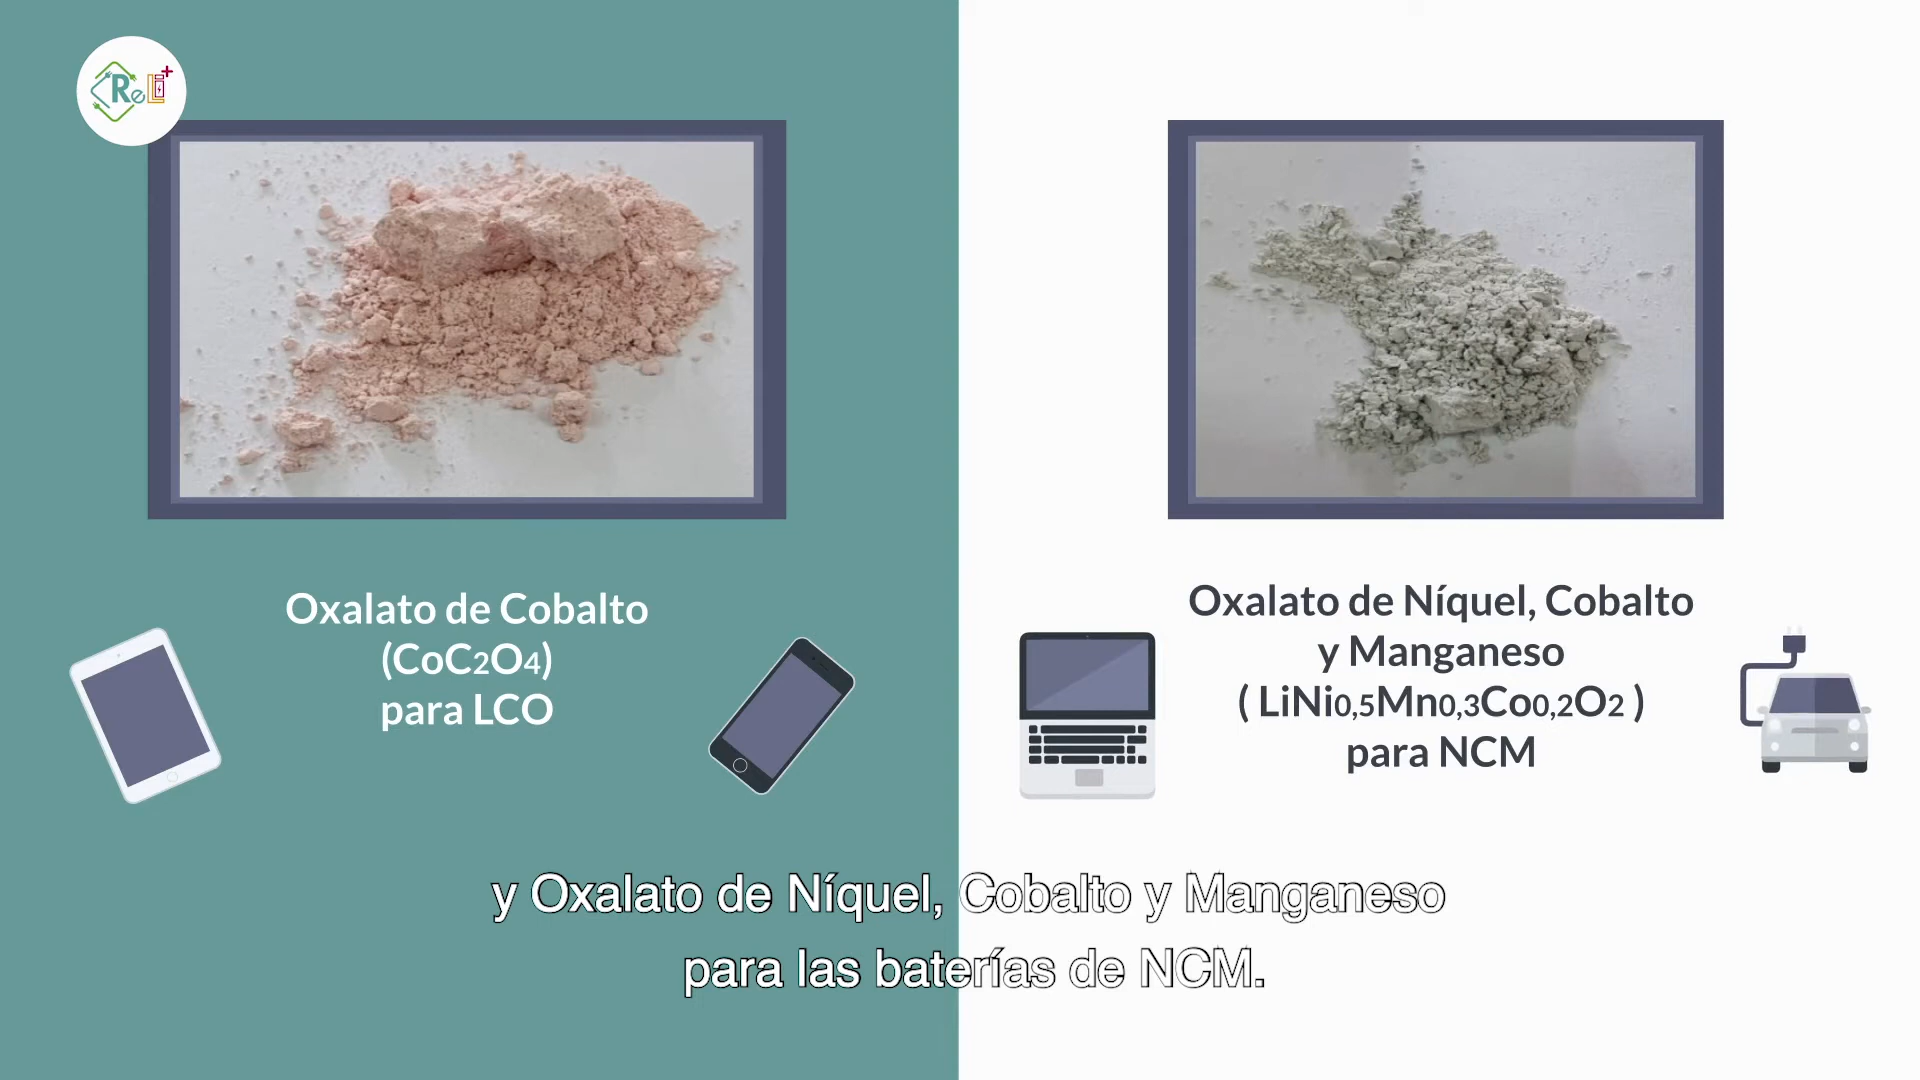 ReLi+
Oxalato de Cobalto
(CoC2O4)
para LCO
Oxalato de Níquel, Cobalto
y Manganeso
( LiNi0,5Mn0,3Co0,2O2 )
para NCM
y Oxalato de Níquel, Cobalto y Manganeso
para las baterías de NCM.